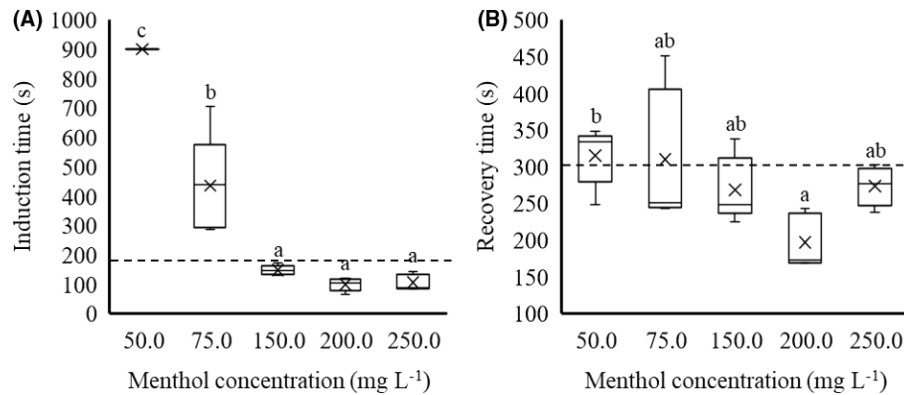 (A)
Induction time (s)
1000
900
800
700
600
500
400
300
200
100
0
c
b
a
a
a
50.0 75.0 150.0 200.0 250.0
Menthol concentration (mg L⁻¹)
(B)
Recovery time (s)
500
450
400
350
300
250
200
150
100
b
ab
ab
a
ab
50.0 75.0 150.0 200.0 250.0
Menthol concentration (mg L⁻¹)